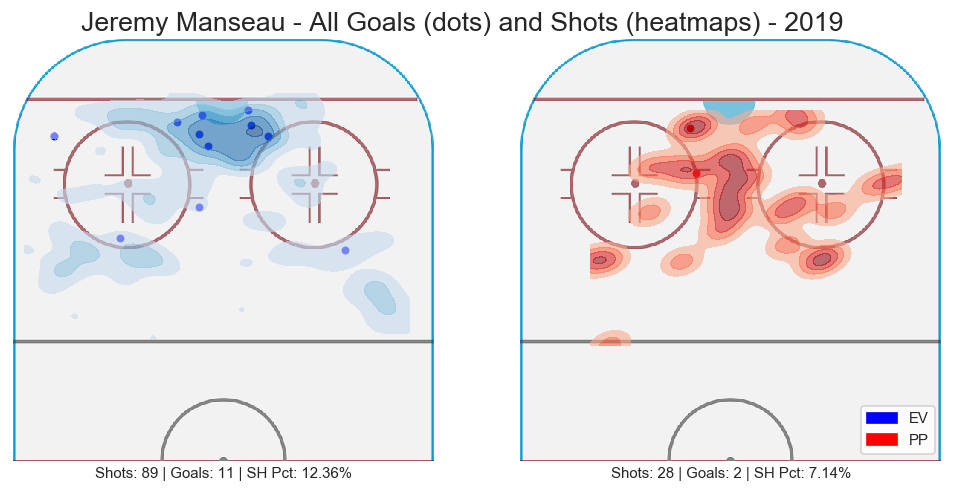 Jeremy Manseau - All Goals (dots) and Shots (heatmaps) - 2019
EV
PP
Shots: 89 | Goals: 11 | SH Pct: 12.36%
Shots: 28 | Goals: 2 | SH Pct: 7.14%